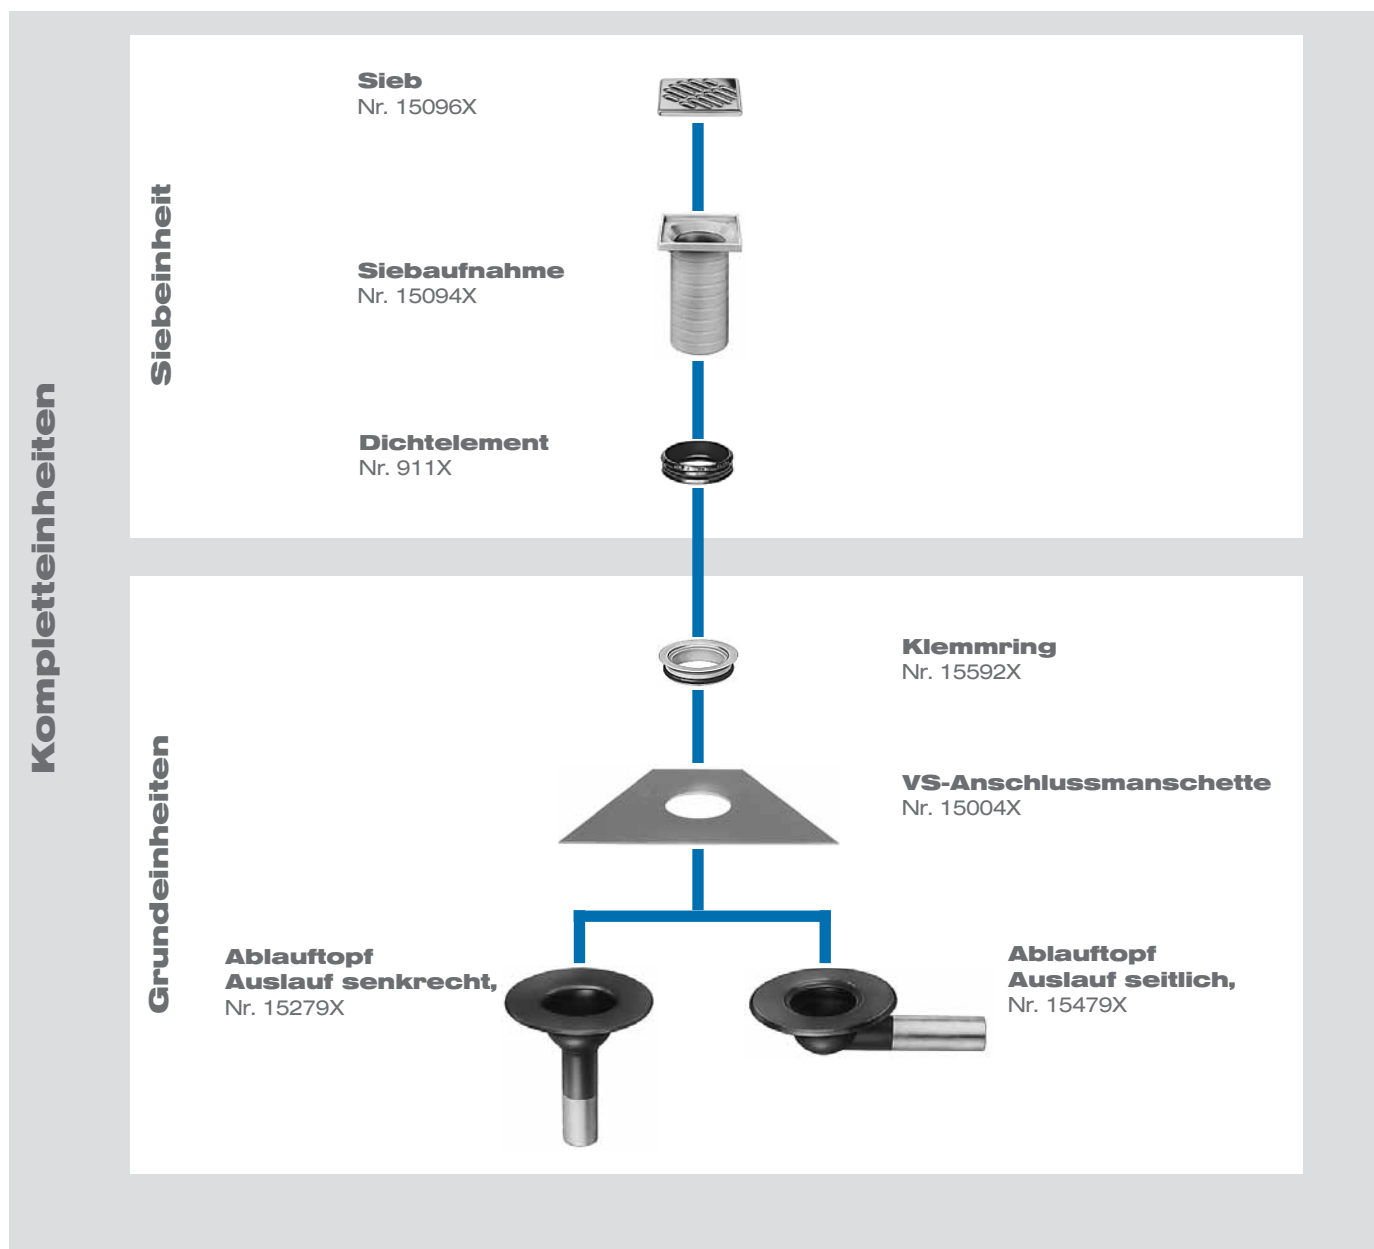 Kompletteinheiten
Siebeinheit
Sieb
Nr. 15096X
Siebaufnahme
Nr. 15094X
Dichtelement
Nr. 911X
Grundeinheiten
Klemmring
Nr. 15592X
VS-Anschlussmanschette
Nr. 15004X
Ablauftopf
Auslauf senkrecht,
Nr. 15279X
Ablauftopf
Auslauf seitlich,
Nr. 15479X